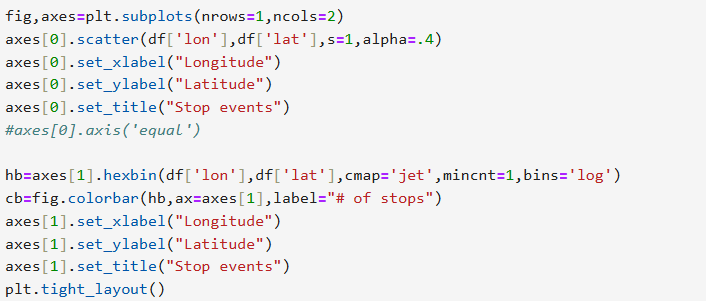 fig,axes=plt.subplots(nrows=1,ncols=2)
axes[0].scatter(df['lon'],df['lat'],s=1,alpha=.4)
axes[0].set_xlabel("Longitude")
axes[0].set_ylabel("Latitude")
axes[0].set_title("Stop events")
#axes[0].axis('equal')

hb=axes[1].hexbin(df['lon'],df['lat'],cmap='jet',mincnt=1,bins='log')
cb=fig.colorbar(hb,ax=axes[1],label="# of stops")
axes[1].set_xlabel("Longitude")
axes[1].set_ylabel("Latitude")
axes[1].set_title("Stop events")
plt.tight_layout()